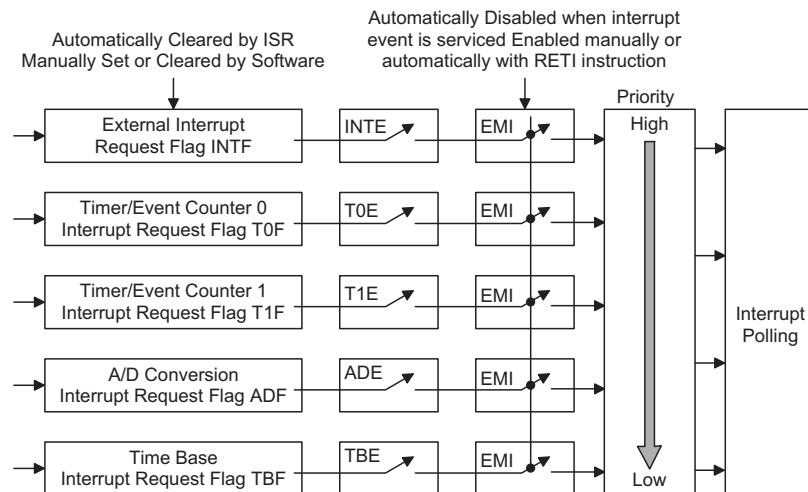 Automatically Cleared by ISR
Manually Set or Cleared by Software
Automatically Disabled when interrupt
event is serviced Enabled manually or
automatically with RETI instruction
Priority
External Interrupt
Request Flag INTF
INTE
EMI
High
Timer/Event Counter 0
Interrupt Request Flag T0F
T0E
EMI
Timer/Event Counter 1
Interrupt Request Flag T1F
T1E
EMI
Interrupt
Polling
A/D Conversion
Interrupt Request Flag ADF
ADE
EMI
Time Base
Interrupt Request Flag TBF
TBE
EMI
Low